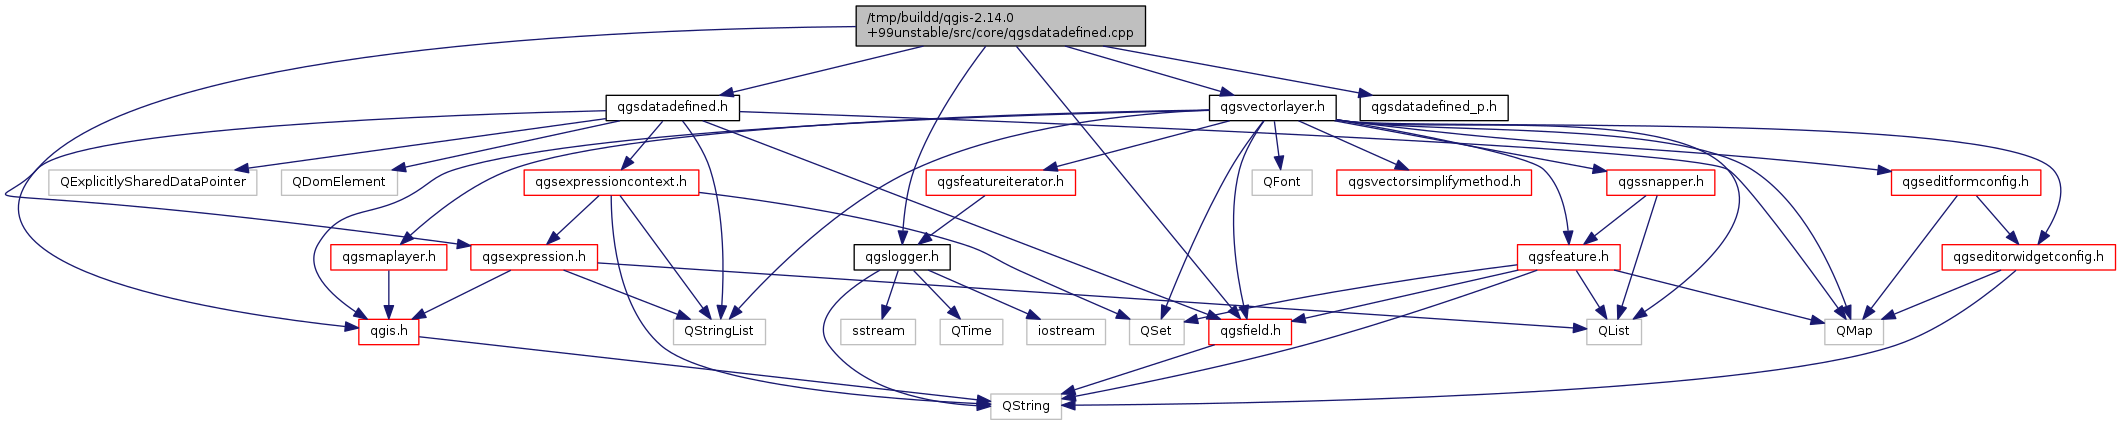 /tmp/buildd/qgis-2.14.0
+99unstable/src/core/qgsdatadefined.cpp
qgsdatadefined.h
qgsvectorlayer.h
qgsdatadefined_p.h
QExplicitlySharedDataPointer
QDomElement
qgsexpressioncontext.h
qgsfeatureiterator.h
QFont
qgsvectorsimplifymethod.h
qgssnapper.h
qgseditformconfig.h
qgsmaplayer.h
qgsexpression.h
qgslogger.h
qgsfeature.h
qgseditorwidgetconfig.h
qgis.h
QStringList
sstream
QTime
iostream
QSet
qgsfield.h
QList
QMap
QString